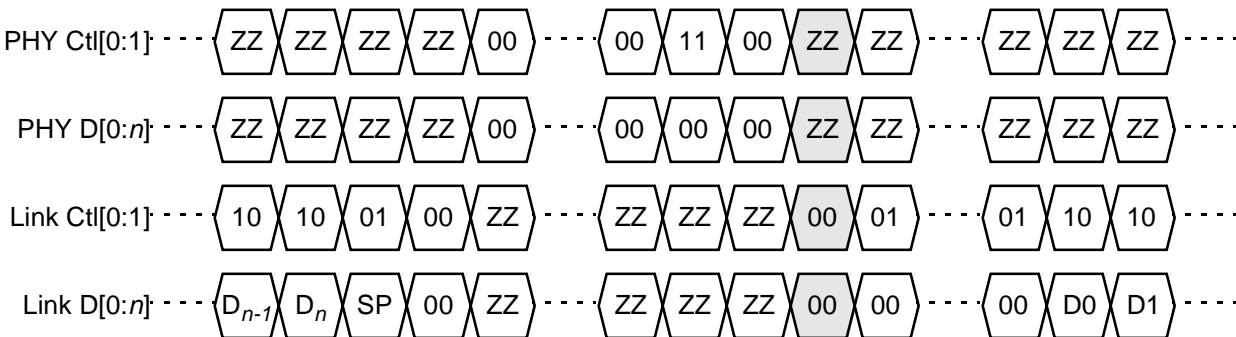 PHY Ctl[0:1] ZZ ZZ ZZ ZZ 00 00 11 00 ZZ ZZ ZZ ZZ ZZ
PHY D[0:n] ZZ ZZ ZZ ZZ 00 00 00 00 ZZ ZZ ZZ ZZ ZZ
Link Ctl[0:1] 10 10 01 00 ZZ ZZ ZZ ZZ 00 01 01 10 10
Link D[0:n] Dn-1 Dn SP 00 ZZ ZZ ZZ ZZ 00 00 00 D0 D1